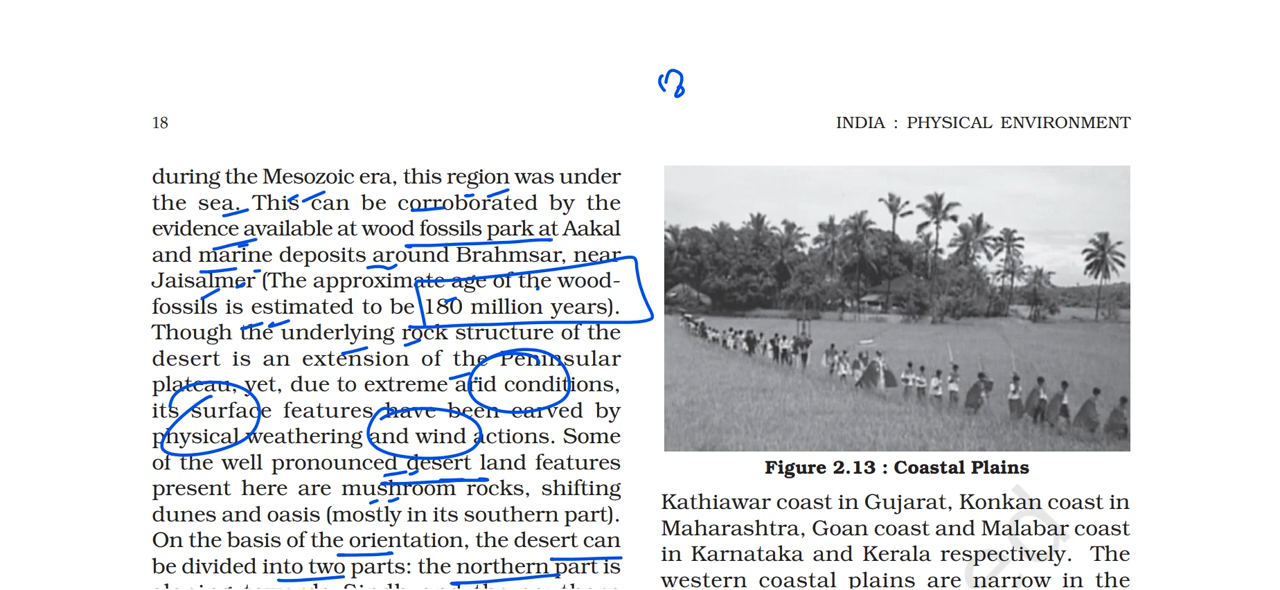 18
INDIA : PHYSICAL ENVIRONMENT
during the Mesozoic era, this region was under
the sea. This can be corroborated by the
evidence available at wood fossils park at Aakal
and marine deposits around Brahmsar, near
Jaisalmer (The approximate age of the wood-
fossils is estimated to be 180 million years).
Though the underlying rock structure of the
desert is an extension of the Peninsular
plateau, yet, due to extreme arid conditions,
its surface features have been carved by
physical weathering and wind actions. Some
of the well pronounced desert land features
present here are mushroom rocks, shifting
dunes and oasis (mostly in its southern part).
On the basis of the orientation, the desert can
be divided into two parts: the northern part is
Figure 2.13 : Coastal Plains
Kathiawar coast in Gujarat, Konkan coast in
Maharashtra, Goan coast and Malabar coast
in Karnataka and Kerala respectively. The
western coastal plains are narrow in the